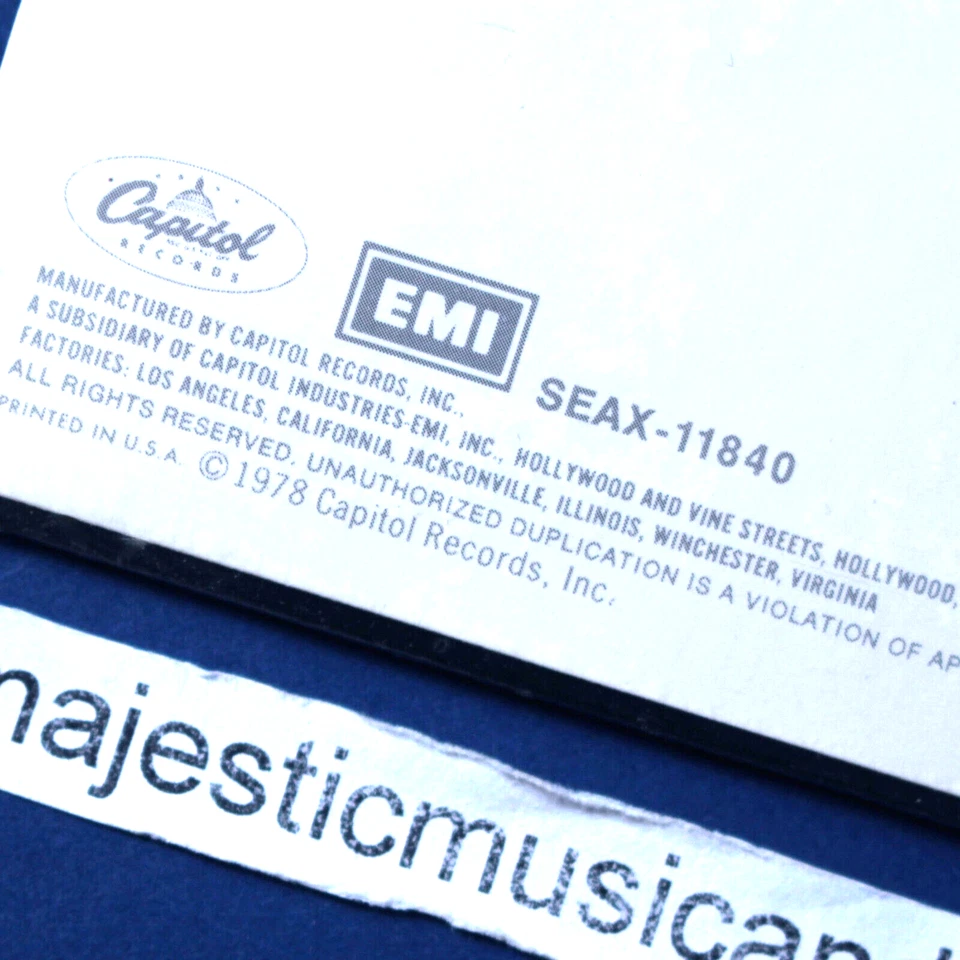 Capitol
RECORDS
EMI
SEAX-11840
MANUFACTURED BY CAPITOL RECORDS, INC.,
A SUBSIDIARY OF CAPITOL INDUSTRIES-EMI, INC., HOLLYWOOD AND VINE STREETS, HOLLYWOOD,
FACTORIES: LOS ANGELES, CALIFORNIA, JACKSONVILLE, ILLINOIS, WINCHESTER, VIRGINIA
ALL RIGHTS RESERVED. UNAUTHORIZED DUPLICATION IS A VIOLATION OF AP
PRINTED IN U.S.A. ©1978 Capitol Records, Inc.
majesticmusican